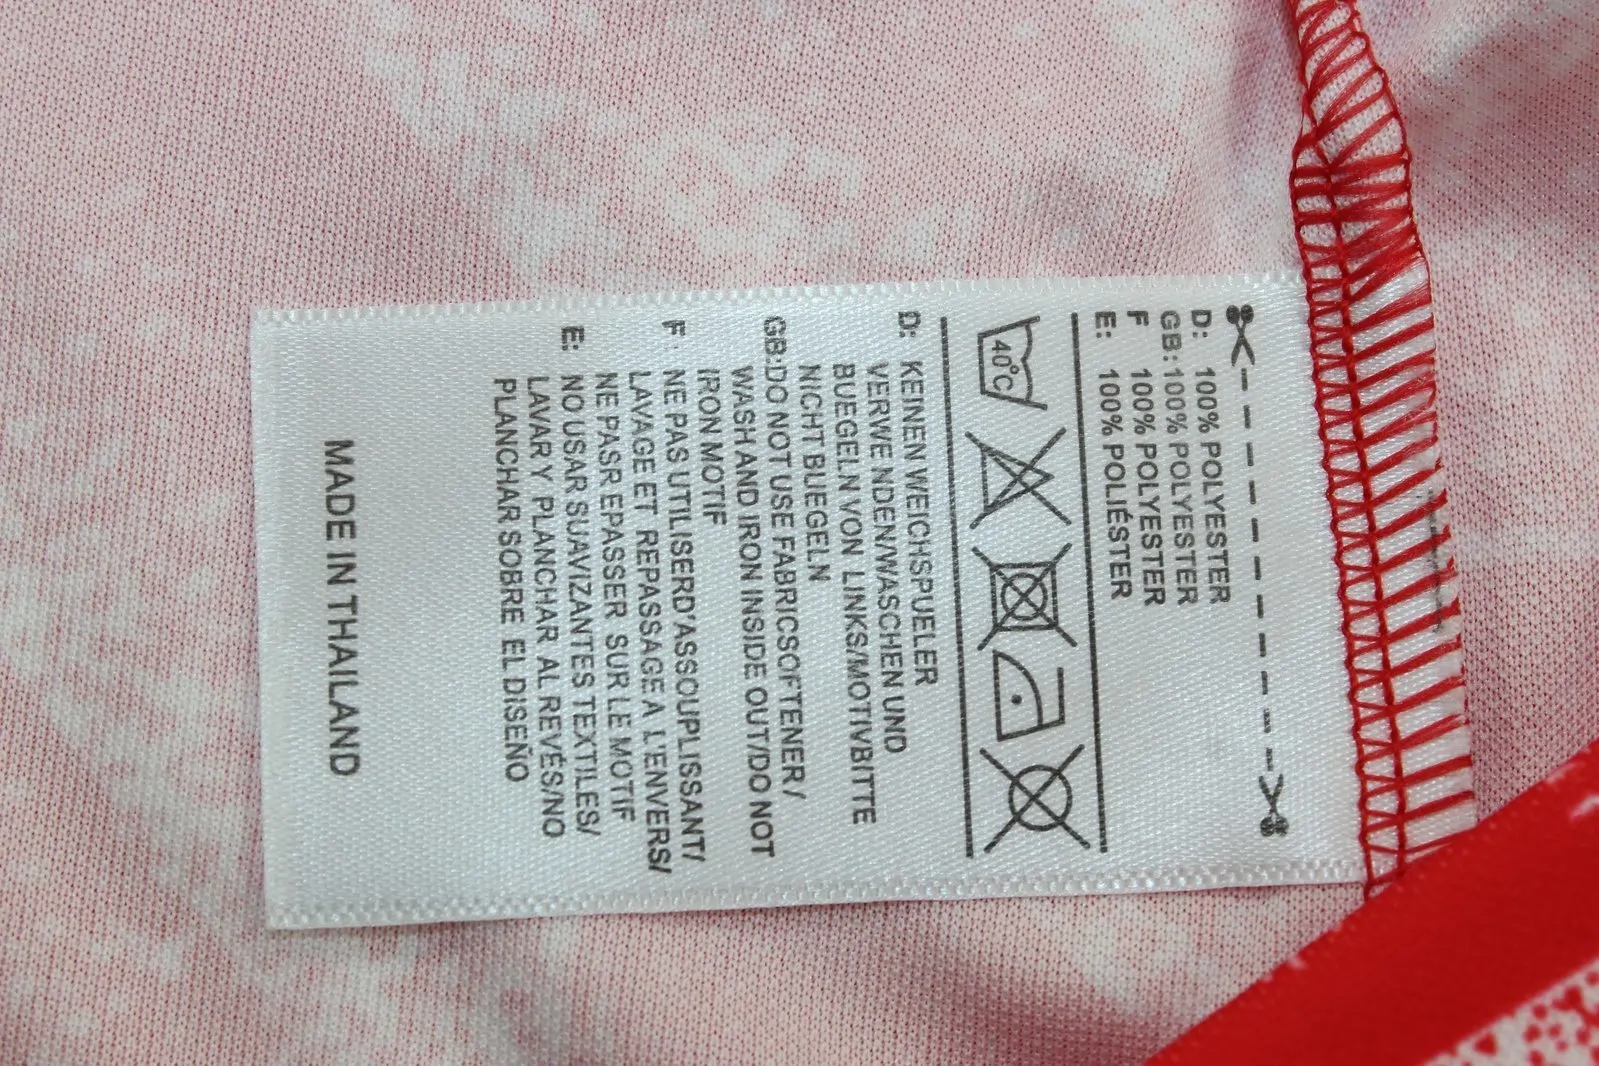 D: 100% POLYESTER
GB: 100% POLYESTER
F 100% POLYESTER
E: 100% POLIÉSTER
40°C
D: KEINEN WEICHSPUELER
VERWE NDEN/WASCHEN UND
BUEGELN VON LINKS/MOTIVBITTE
NICHT BUEGELN
GB:DO NOT USE FABRICSOFTENER/
WASH AND IRON INSIDE OUT/DO NOT
IRON MOTIF
F NE PAS UTILISERD'ASSOUPLISSANT/
LAVAGE ET REPASSAGE A L'ENVERS/
NE PASR EPASSER SUR LE MOTIF
E: NO USAR SUAVIZANTES TEXTILES/
LAVAR Y PLANCHAR AL REVÉS/NO
PLANCHAR SOBRE EL DISEÑO
MADE IN THAILAND